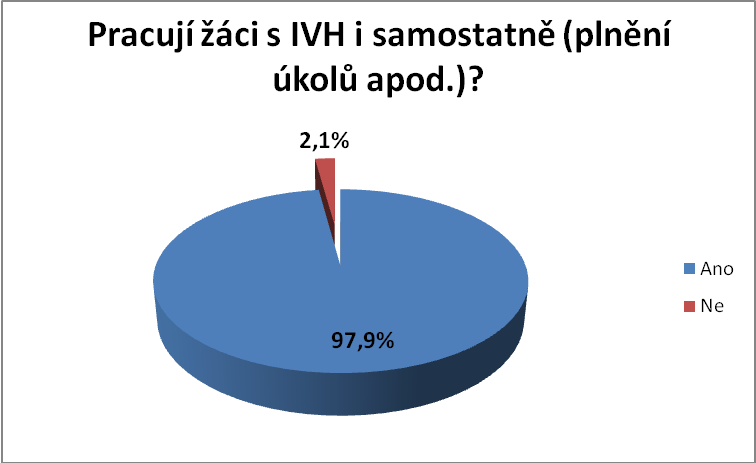 Pracují žáci s IVH i samostatně (plnění
úkolů apod.)?
2,1%
97,9%
Ano
Ne